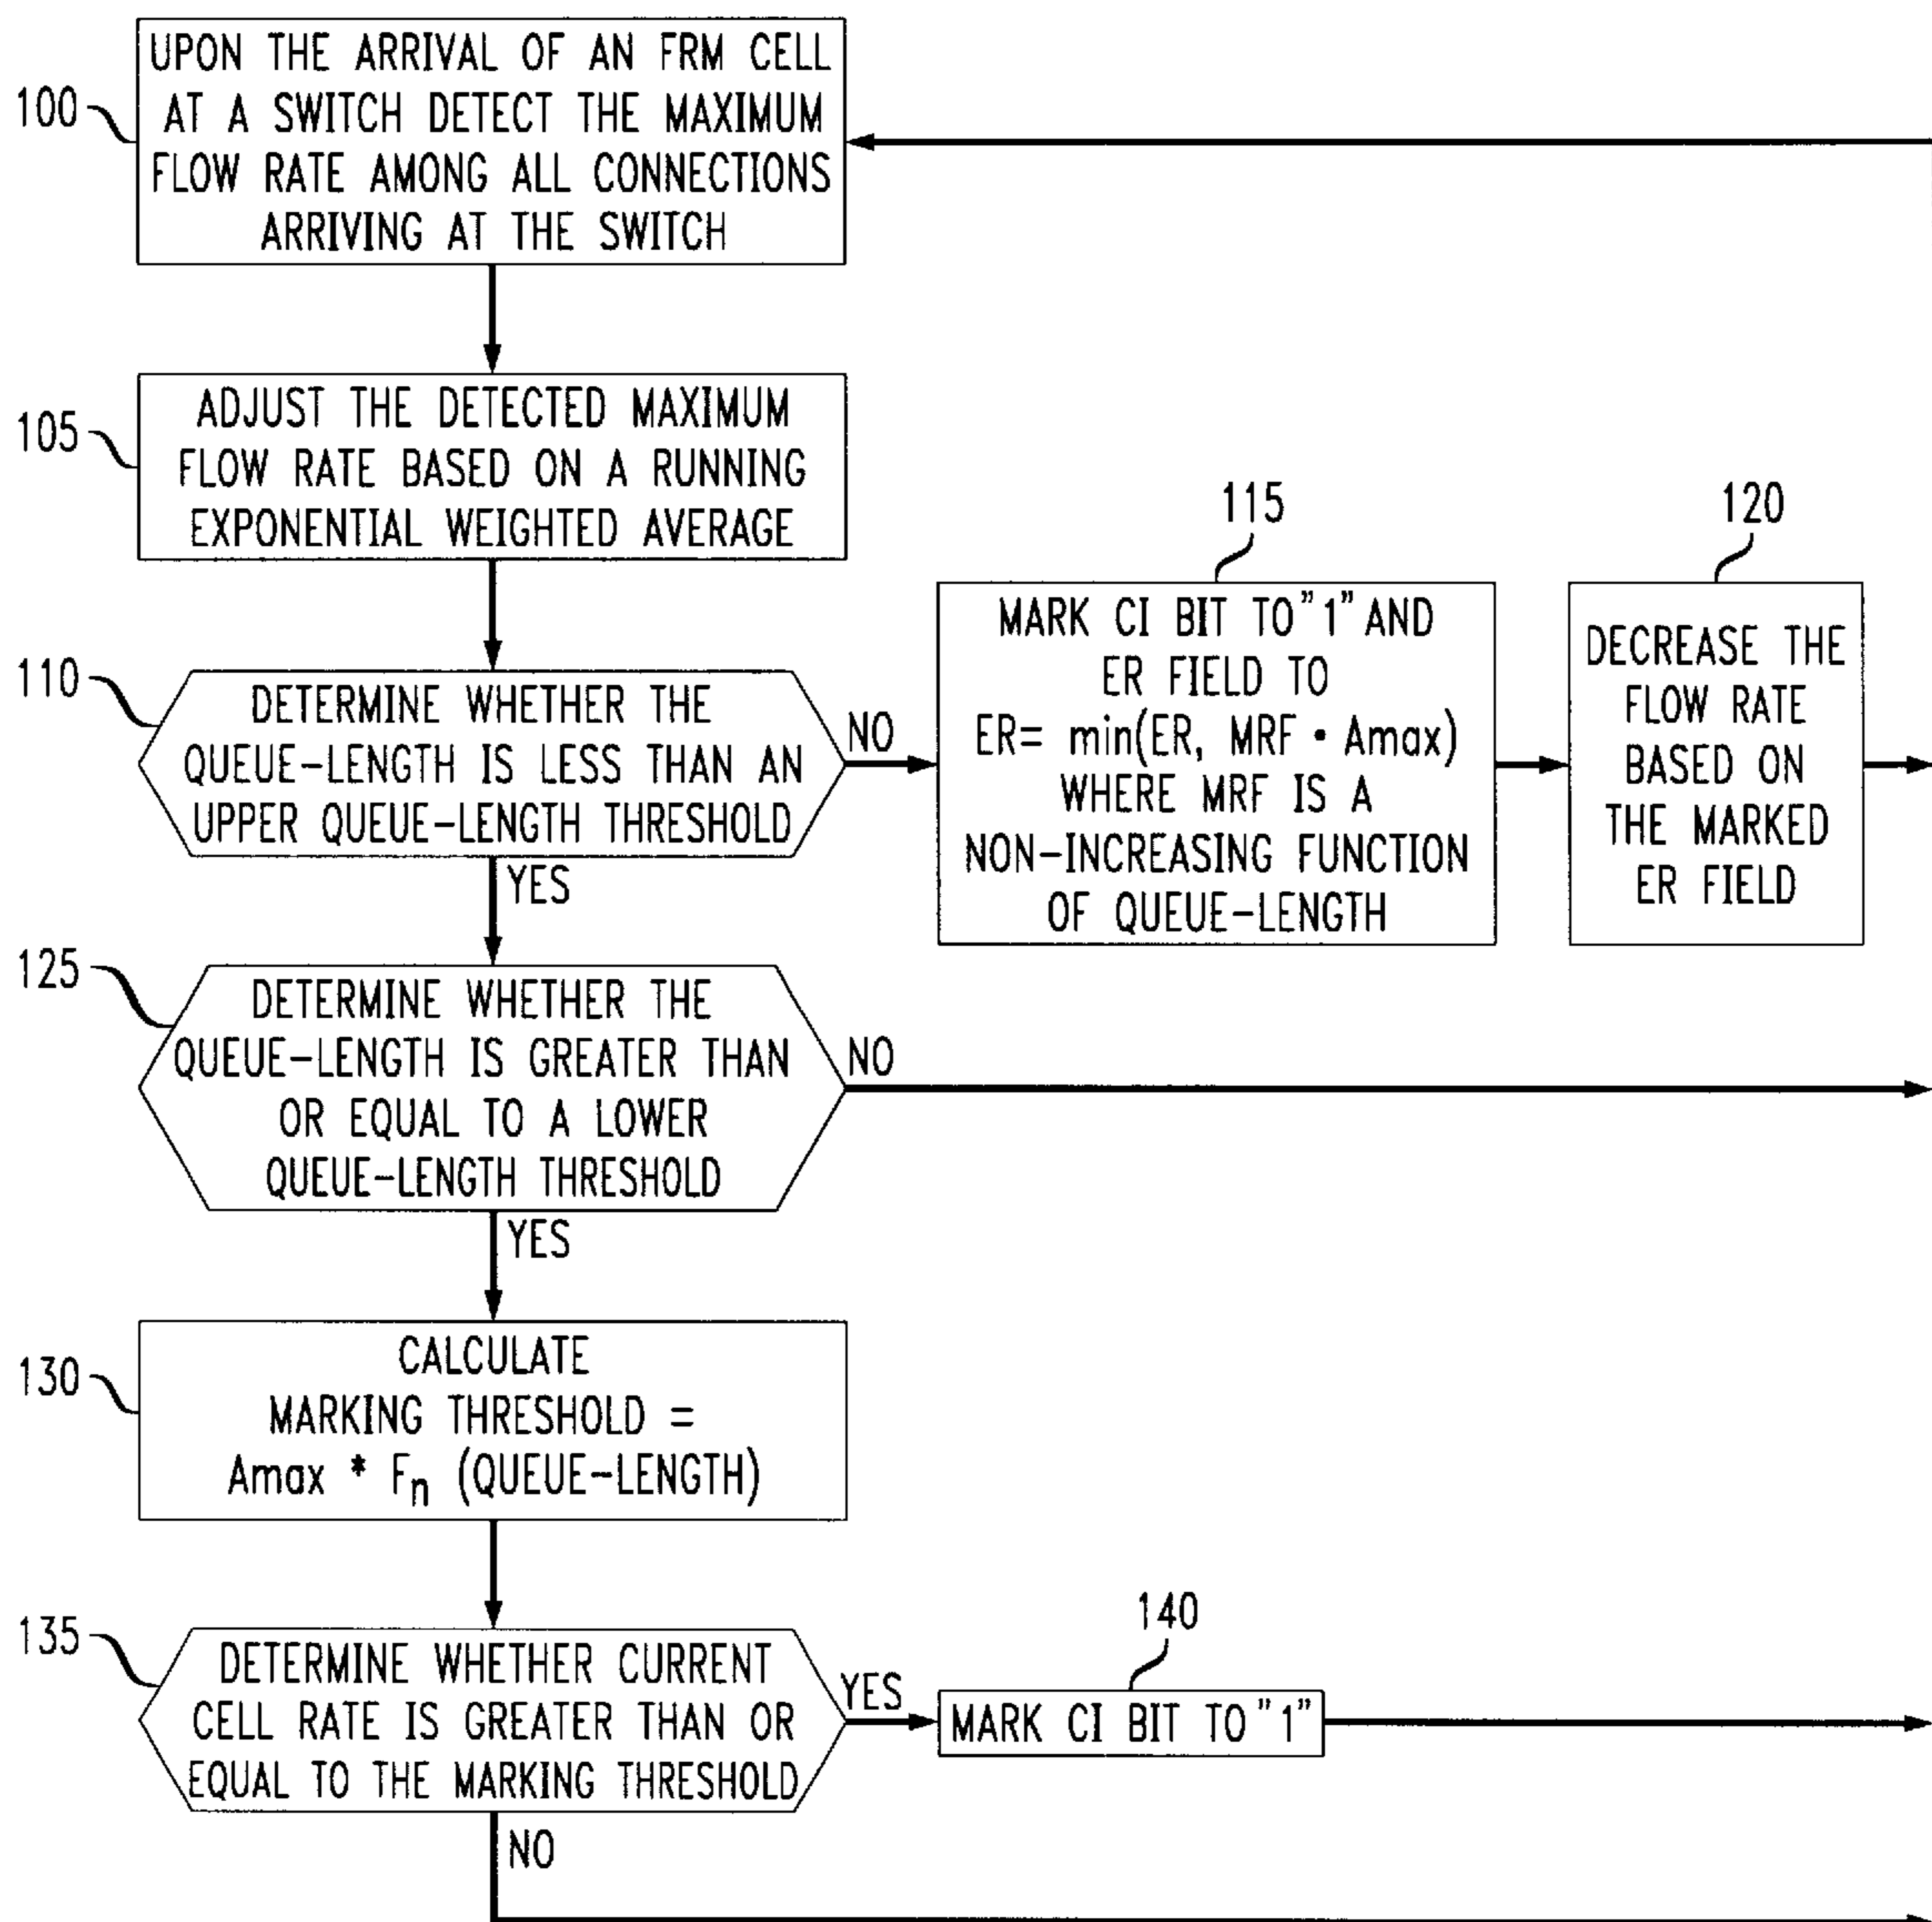 100
UPON THE ARRIVAL OF AN FRM CELL
AT A SWITCH DETECT THE MAXIMUM
FLOW RATE AMONG ALL CONNECTIONS
ARRIVING AT THE SWITCH
105
ADJUST THE DETECTED MAXIMUM
FLOW RATE BASED ON A RUNNING
EXPONENTIAL WEIGHTED AVERAGE
110
DETERMINE WHETHER THE
QUEUE-LENGTH IS LESS THAN AN
UPPER QUEUE-LENGTH THRESHOLD
NO
YES
115
MARK CI BIT TO "1" AND
ER FIELD TO
ER= min(ER, MRF • Amax)
WHERE MRF IS A
NON-INCREASING FUNCTION
OF QUEUE-LENGTH
120
DECREASE THE
FLOW RATE
BASED ON
THE MARKED
ER FIELD
125
DETERMINE WHETHER THE
QUEUE-LENGTH IS GREATER THAN
OR EQUAL TO A LOWER
QUEUE-LENGTH THRESHOLD
NO
YES
130
CALCULATE
MARKING THRESHOLD =
Amax * Fn (QUEUE-LENGTH)
135
DETERMINE WHETHER CURRENT
CELL RATE IS GREATER THAN OR
EQUAL TO THE MARKING THRESHOLD
YES
NO
140
MARK CI BIT TO "1"